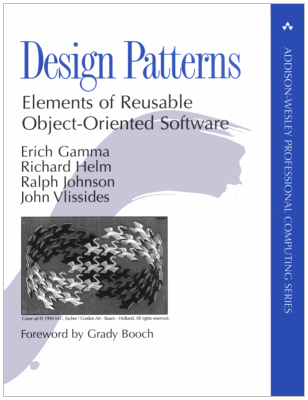 Design Patterns
Elements of Reusable
Object-Oriented Software
Erich Gamma
Richard Helm
Ralph Johnson
John Vlissides
Cover art © 1994 M.C. Escher / Cordon Art - Baarn - Holland. All rights reserved.
Foreword by Grady Booch
ADDISON-WESLEY PROFESSIONAL COMPUTING SERIES